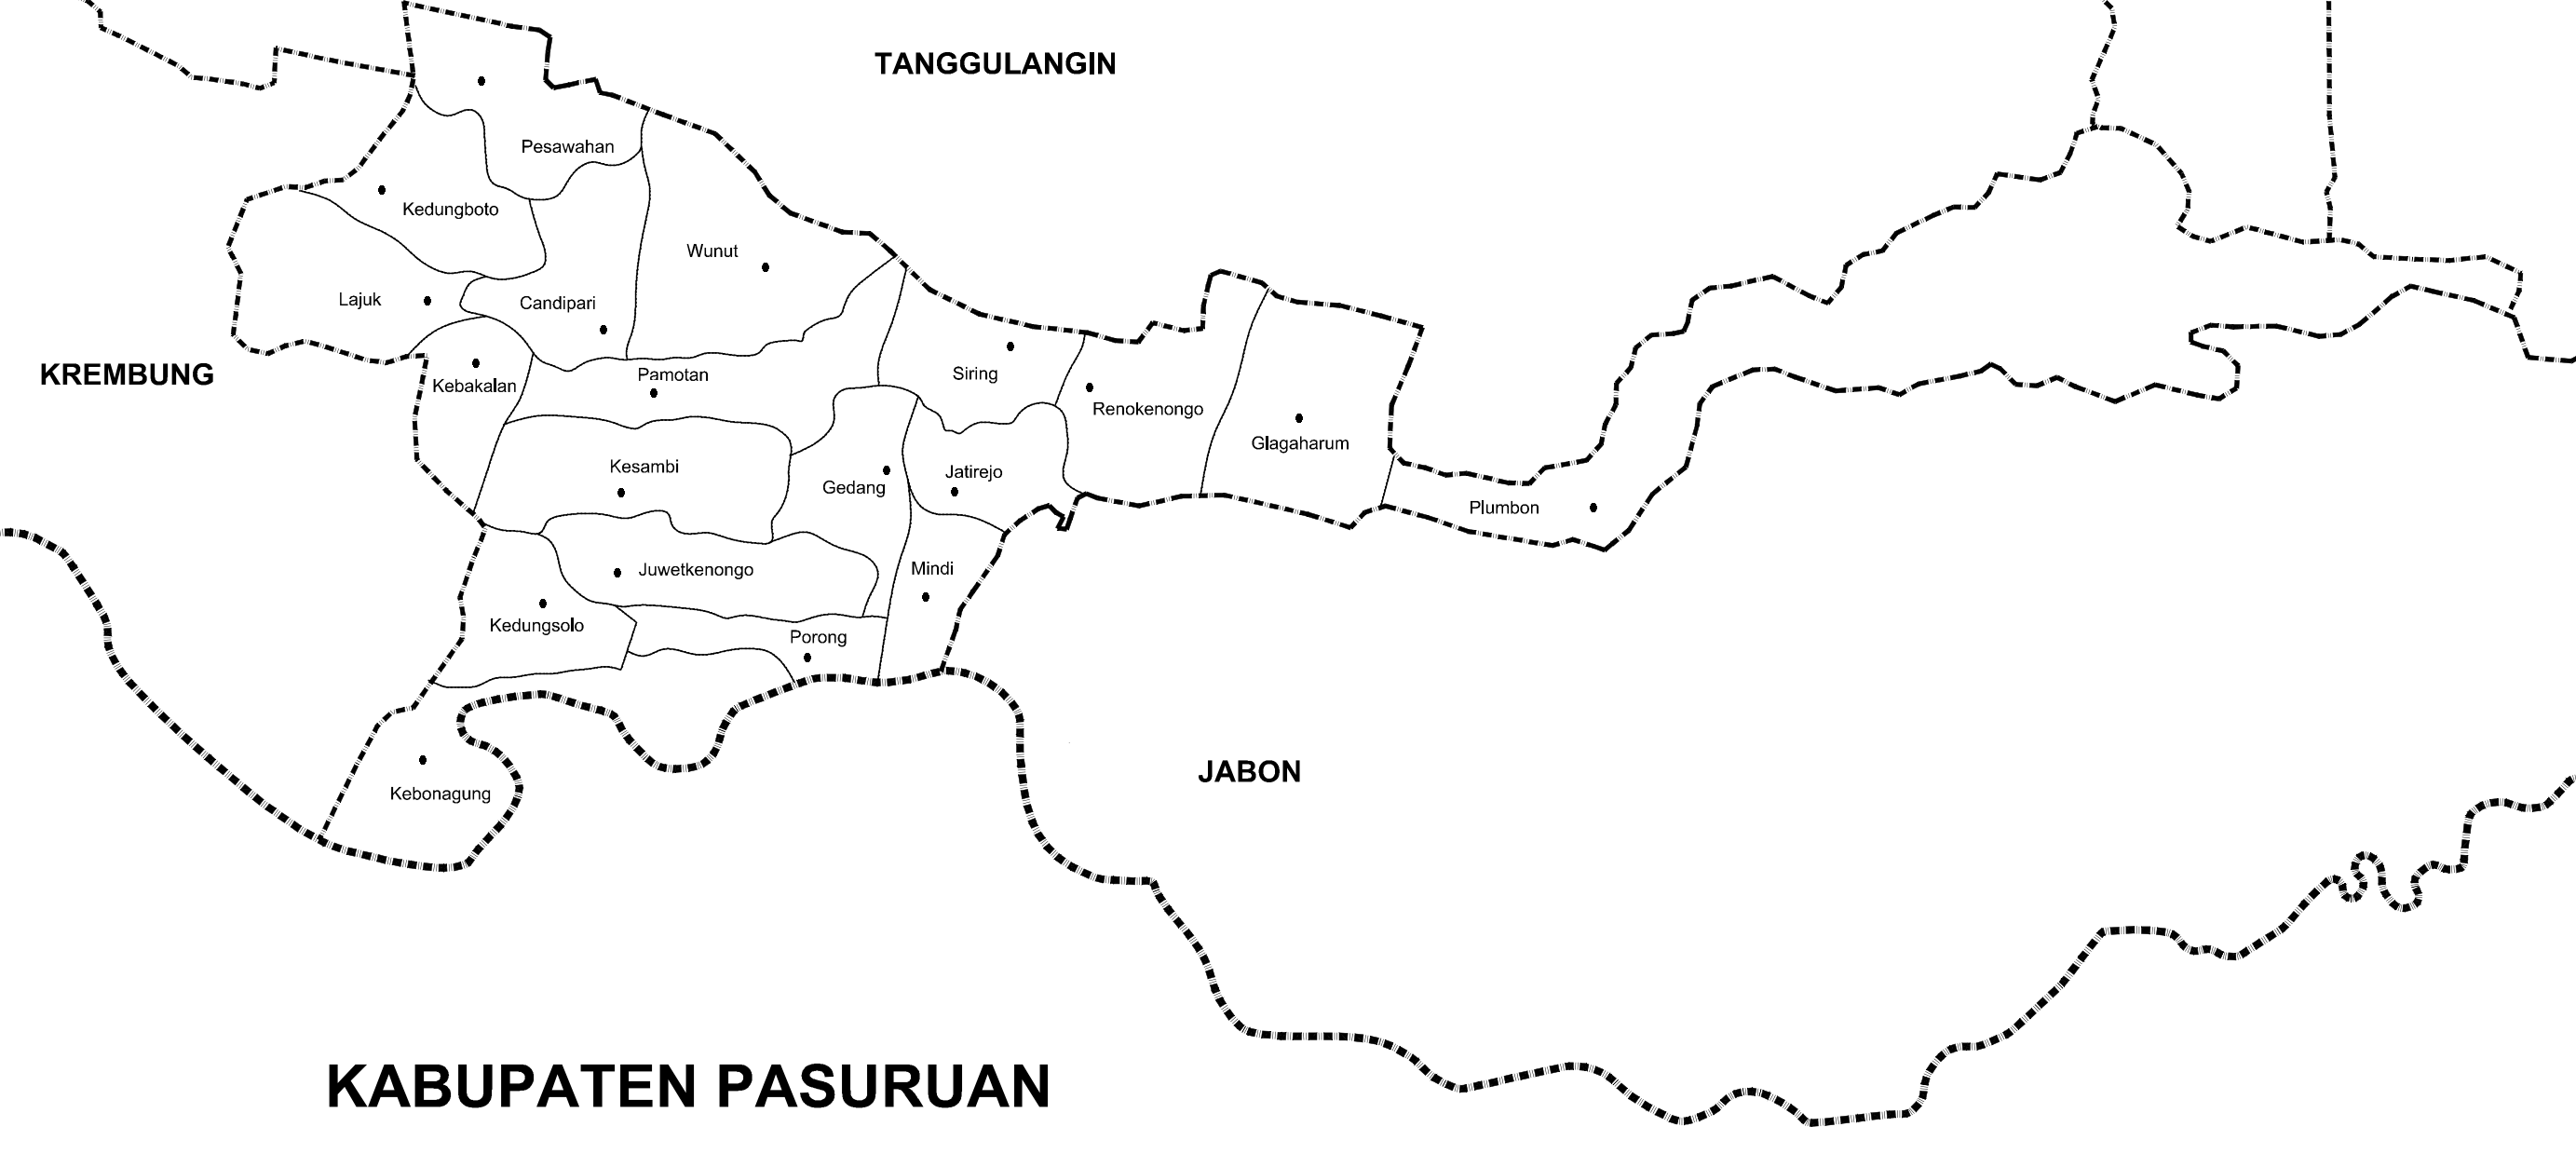 TANGGULANGIN
Pesawahan
Kedungboto
Wunut
Lajuk
Candipari
KREMBUNG
Kebakalan
Pamotan
Siring
Renokenongo
Glagaharum
Kesambi
Gedang
Jatirejo
Plumbon
Juwetkenongo
Mindi
Kedungsolo
Porong
JABON
Kebonagung
KABUPATEN PASURUAN